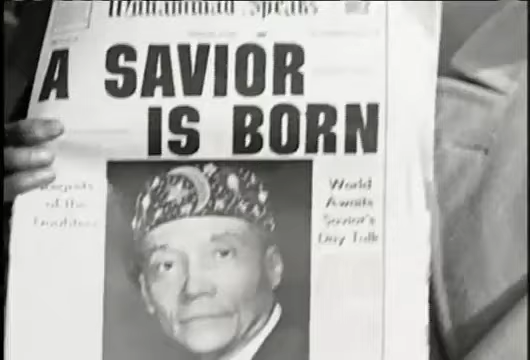 Muhammad Speaks
A SAVIOR
IS BORN
of the
World
Awaits
Savior's
Day Talk